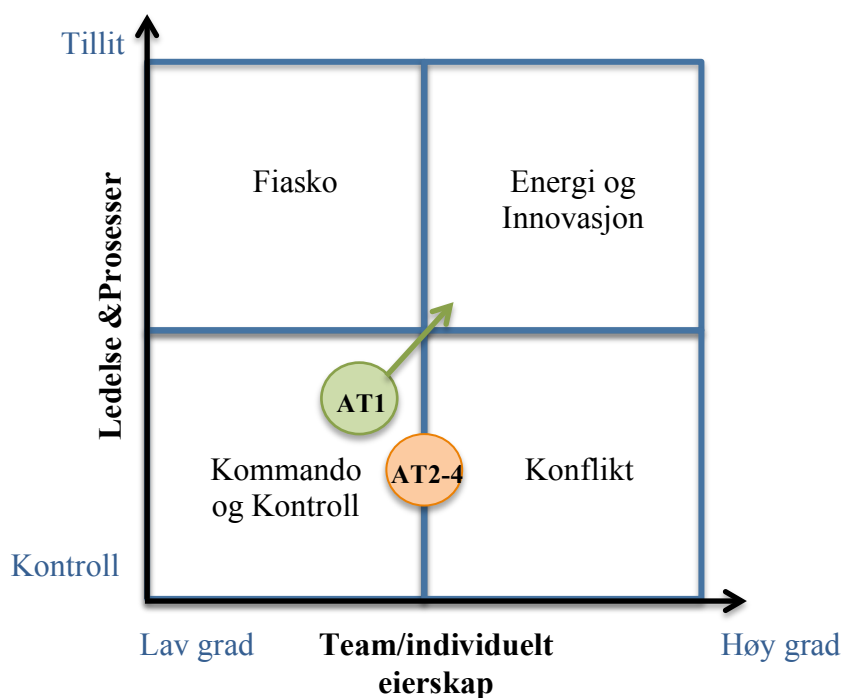 Tillit
Ledelse &Prosesser
Fiasko
Energi og
Innovasjon
AT1
AT2-4
Kommando
og Kontroll
Konflikt
Kontroll
Lav grad
Team/individuelt
eierskap
Høy grad